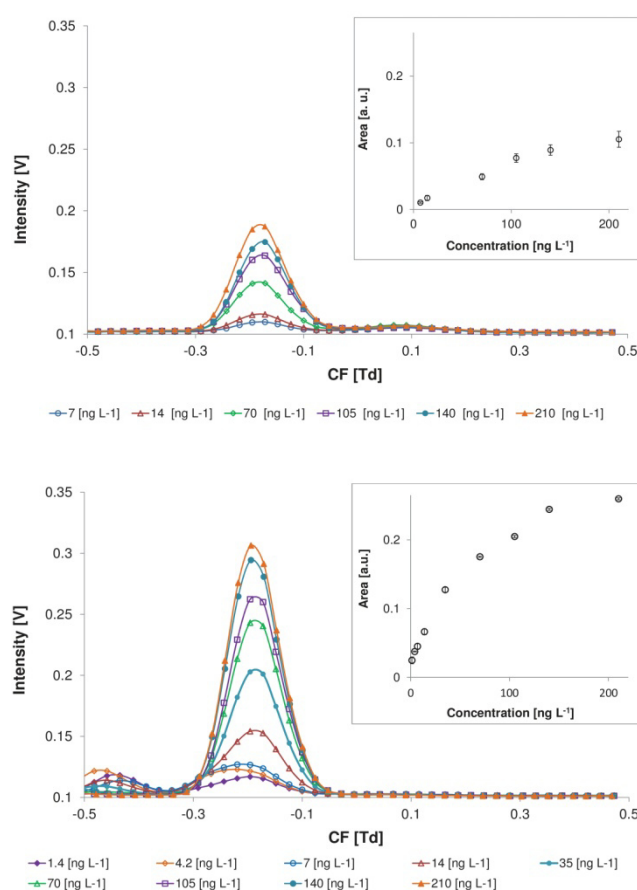 0.35
0.3
0.25
0.2
0.15
0.1
Intensity [V]
-0.5
-0.3
-0.1
0.1
0.3
0.5
CF [Td]
0.2
0.1
0
Area [a. u.]
0
100
200
Concentration [ng L-1]
7 [ng L-1]
14 [ng L-1]
70 [ng L-1]
105 [ng L-1]
140 [ng L-1]
210 [ng L-1]
0.35
0.3
0.25
0.2
0.15
0.1
Intensity [V]
-0.5
-0.3
-0.1
0.1
0.3
0.5
CF [Td]
0.2
0.1
0
Area [a.u.]
0
100
200
Concentration [ng L-1]
1.4 [ng L-1]
4.2 [ng L-1]
7 [ng L-1]
14 [ng L-1]
35 [ng L-1]
70 [ng L-1]
105 [ng L-1]
140 [ng L-1]
210 [ng L-1]